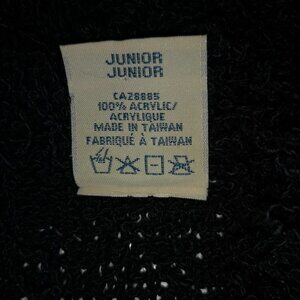 JUNIOR
JUNIOR
CA28885
100% ACRYLIC/
ACRYLIQUE
MADE IN TAIWAN
FABRIQUÉ À TAIWAN